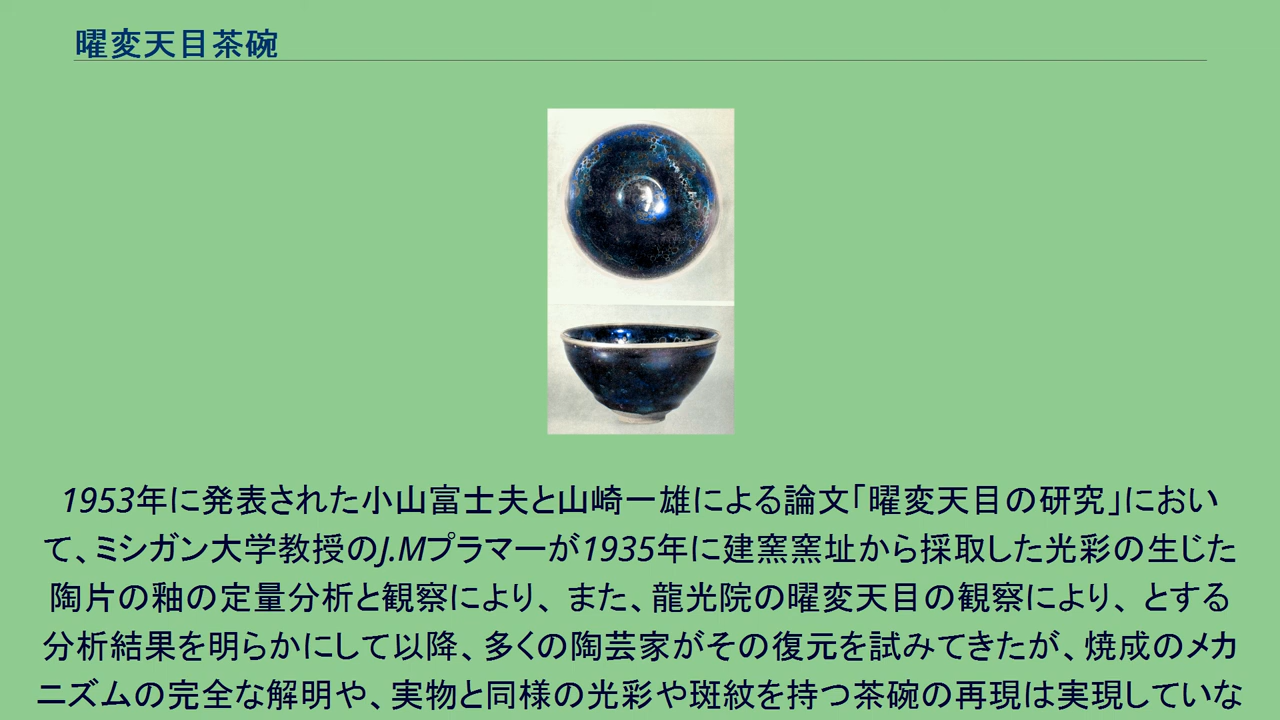 曜変天目茶碗
1953年に発表された小山富士夫と山崎一雄による論文「曜変天目の研究」におい
て、ミシガン大学教授のJ.Mプラマーが1935年に建窯窯址から採取した光彩の生じた
陶片の釉の定量分析と観察により、また、龍光院の曜変天目の観察により、とする
分析結果を明らかにして以降、多くの陶芸家がその復元を試みてきたが、焼成のメカ
ニズムの完全な解明や、実物と同様の光彩や斑紋を持つ茶碗の再現は実現していな